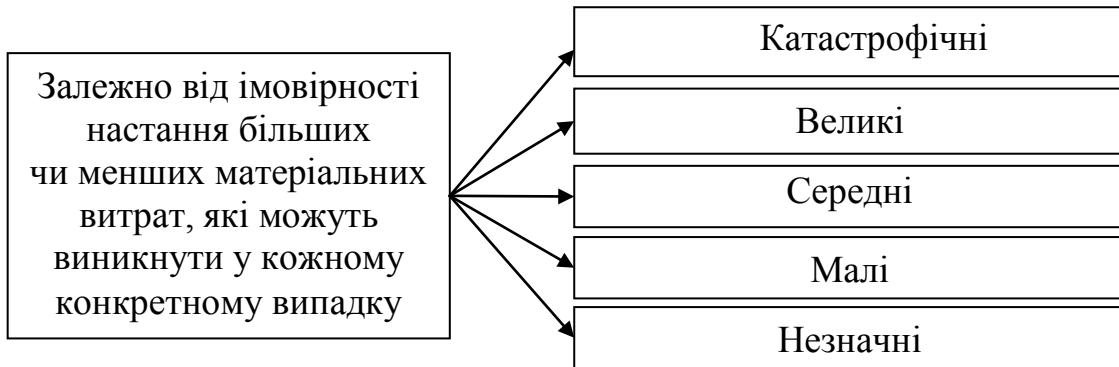 Залежно від імовірності
настання більших
чи менших матеріальних
витрат, які можуть
виникнути у кожному
конкретному випадку
Катастрофічні
Великі
Середні
Малі
Незначні